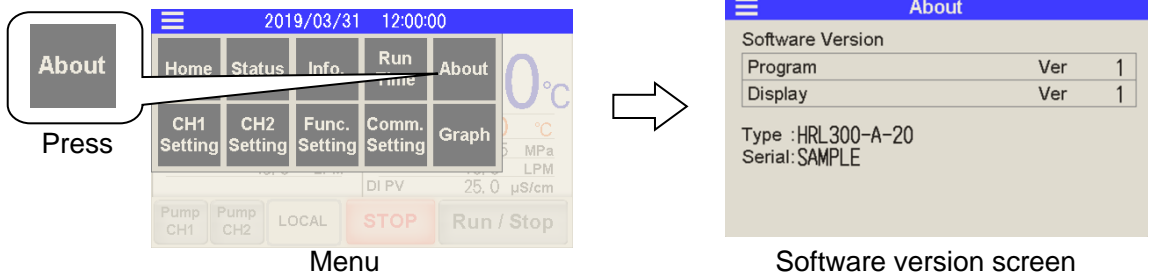 About
Press
2019/03/31 12:00:00
Home Status Info. Run Time About
0 °C
CH1 Setting CH2 Setting Func. Setting Comm. Setting Graph
°C
MPa
LPM
DI PV 25.0 μS/cm
Pump CH1 Pump CH2 LOCAL STOP Run / Stop
Menu
About
Software Version
Program Ver 1
Display Ver 1
Type :HRL300-A-20
Serial:SAMPLE
Software version screen